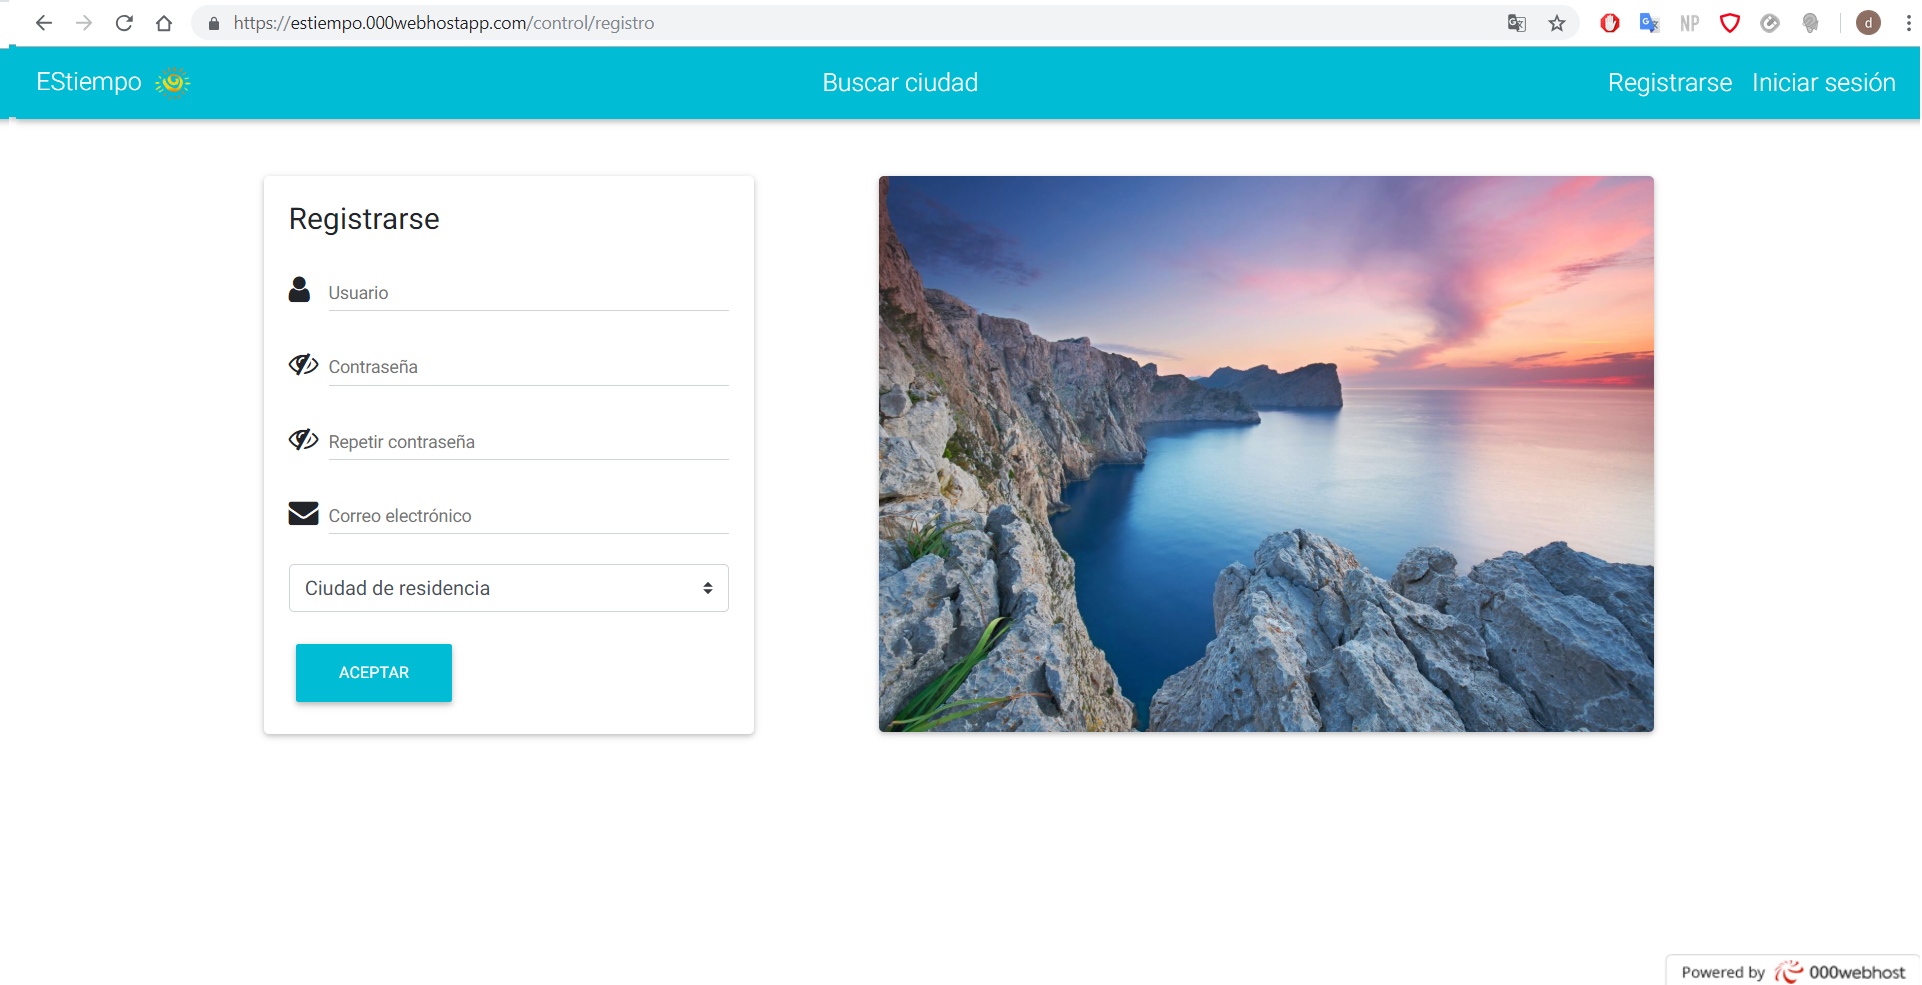 https://estiempo.000webhostapp.com/control/registro
NP
d
EStiempo
Buscar ciudad
Registrarse
Iniciar sesión
Registrarse
Usuario
Contraseña
Repetir contraseña
Correo electrónico
Ciudad de residencia
ACEPTAR
Powered by 000webhost